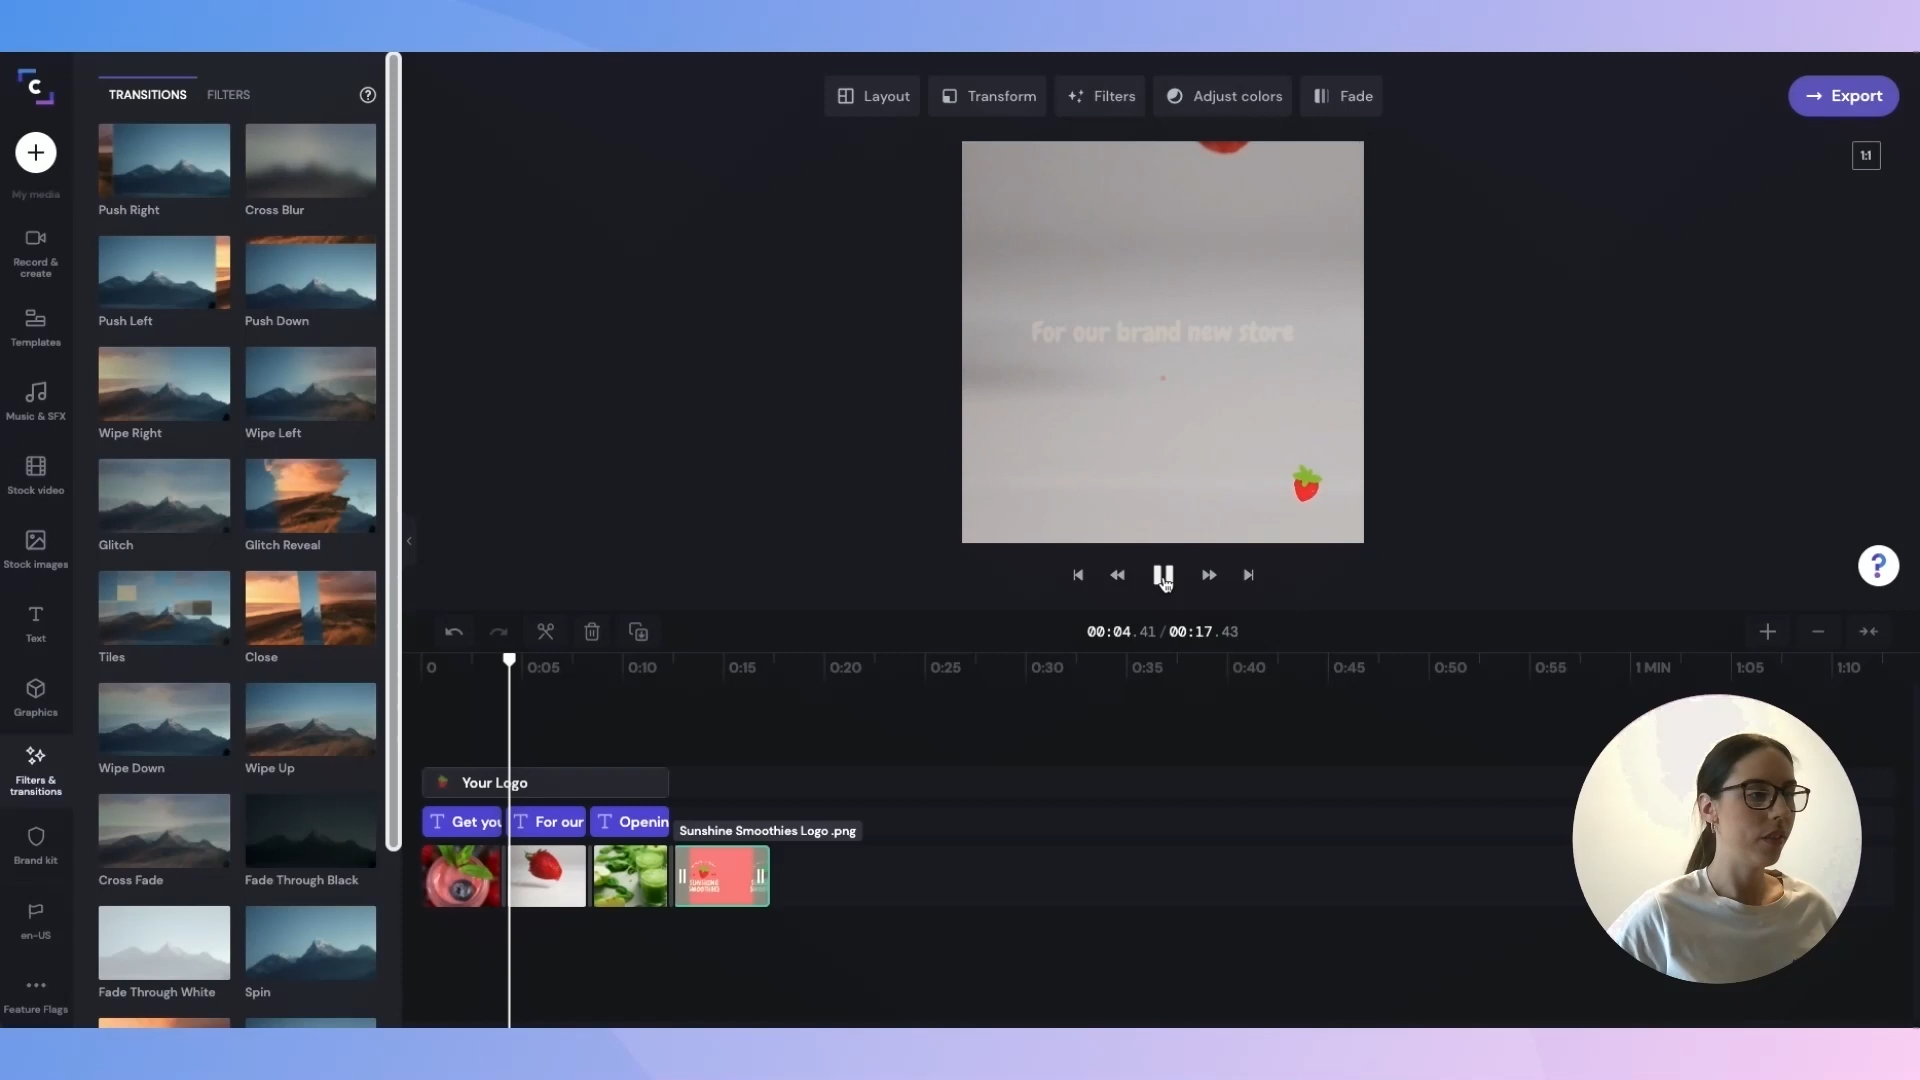 C
TRANSITIONS
FILTERS
Layout
Transform
Filters
Adjust colors
Fade
Export
1:1
My media
Record &
create
Templates
Music & SFX
Stock video
Stock images
Text
Graphics
Filters &
transitions
Brand kit
en-US
Feature Flags
Push Right
Cross Blur
Push Left
Push Down
Wipe Right
Wipe Left
Glitch
Glitch Reveal
Tiles
Close
Wipe Down
Wipe Up
Cross Fade
Fade Through Black
Fade Through White
Spin
For our brand new store
00:04.41 / 00:17.43
0
0:05
0:10
0:15
0:20
0:25
0:30
0:35
0:40
0:45
0:50
0:55
1 MIN
1:05
1:10
Your Logo
T Get you
T For our
T Openin
Sunshine Smoothies Logo .png
SUNSHINE
SMOOTHIES